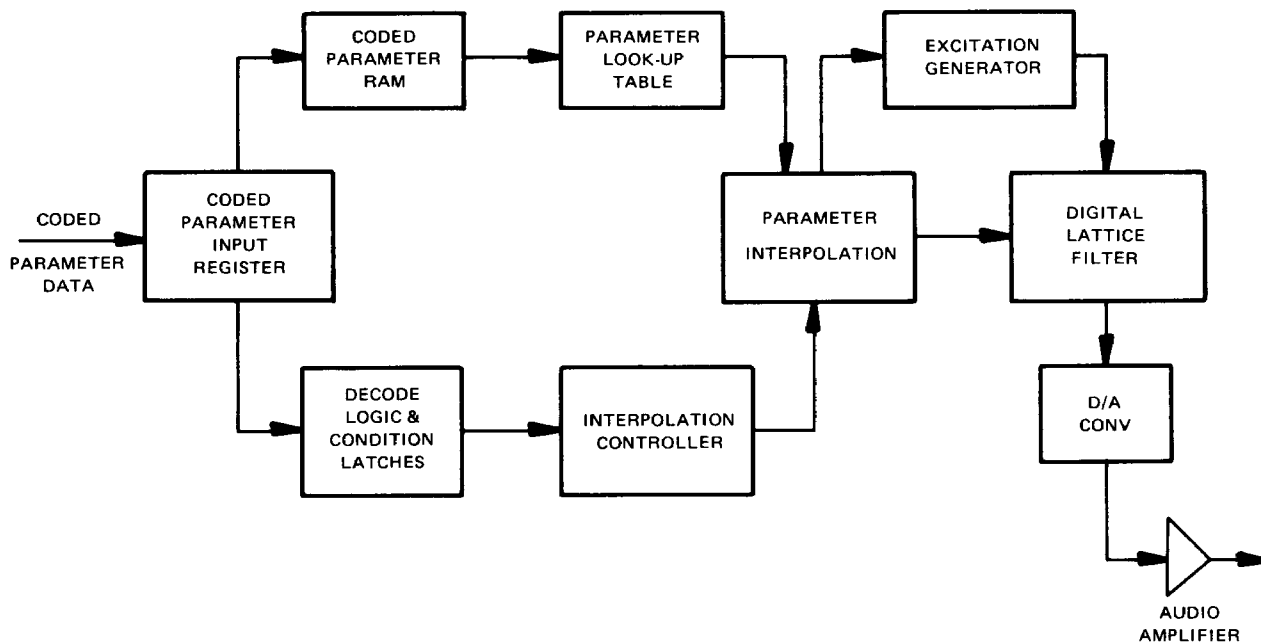 CODED
PARAMETER
RAM
PARAMETER
LOOK-UP
TABLE
EXCITATION
GENERATOR
CODED
PARAMETER
DATA
CODED
PARAMETER
INPUT
REGISTER
PARAMETER
INTERPOLATION
DIGITAL
LATTICE
FILTER
DECODE
LOGIC &
CONDITION
LATCHES
INTERPOLATION
CONTROLLER
D/A
CONV
AUDIO
AMPLIFIER